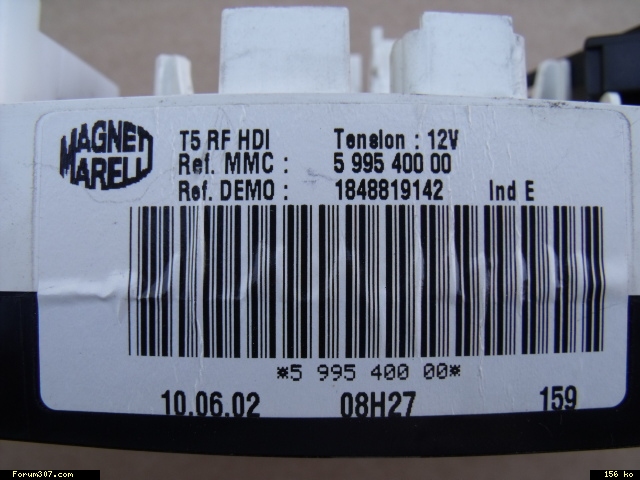 MAGNETI
MARELLI
T5 RF HDI Tension : 12V
Ref. MMC : 5 995 400 00
Ref. DEMO : 1848819142 Ind E
*5 995 400 00*
10.06.02 08H27 159
Forum307.com 156 ko